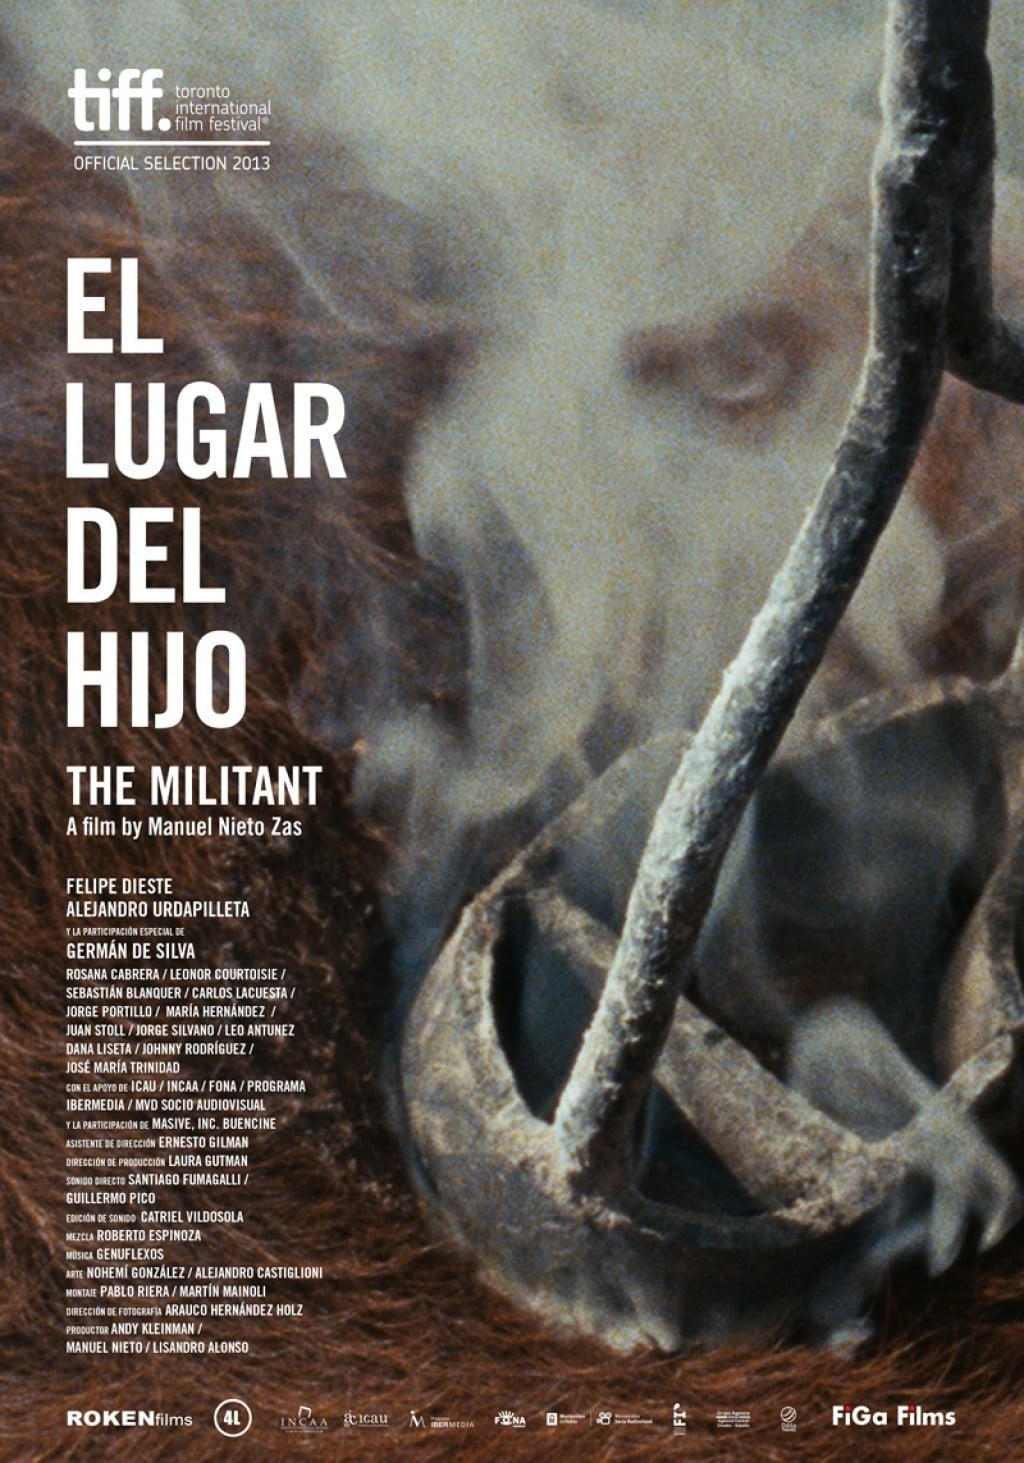 tiff. toronto
international
film festival®
OFFICIAL SELECTION 2013
EL
LUGAR
DEL
HIJO
THE MILITANT
A film by Manuel Nieto Zas
FELIPE DIESTE
ALEJANDRO URDAPILLETA
Y LA PARTICIPACIÓN ESPECIAL DE
GERMÁN DE SILVA
ROSANA CABRERA / LEONOR COURTOISIE /
SEBASTIÁN BLANQUER / CARLOS LACUESTA /
JORGE PORTILLO / MARÍA HERNÁNDEZ /
JUAN STOLL / JORGE SILVANO / LEO ANTUNEZ
DANA LISETA / JOHNNY RODRÍGUEZ /
JOSÉ MARÍA TRINIDAD
CON EL APOYO DE ICAU / INCAA / FONA / PROGRAMA
IBERMEDIA / MVD SOCIO AUDIOVISUAL
Y LA PARTICIPACIÓN DE MASIVE, INC. BUENCINE
ASISTENTE DE DIRECCIÓN ERNESTO GILMAN
DIRECCIÓN DE PRODUCCIÓN LAURA GUTMAN
SONIDO DIRECTO SANTIAGO FUMAGALLI /
GUILLERMO PICO
EDICIÓN DE SONIDO CATRIEL VILDOSOLA
MEZCLA ROBERTO ESPINOZA
MÚSICA GENUFLEXOS
ARTE NOHEMÍ GONZÁLEZ / ALEJANDRO CASTIGLIONI
MONTAJE PABLO RIERA / MARTÍN MAINOLI
DIRECCIÓN DE FOTOGRAFÍA ARAUCO HERNÁNDEZ HOLZ
PRODUCTOR ANDY KLEINMAN /
MANUEL NIETO / LISANDRO ALONSO
ROKENfilms 4L INCAA icau Programa IBERMEDIA FONA FiGa Films